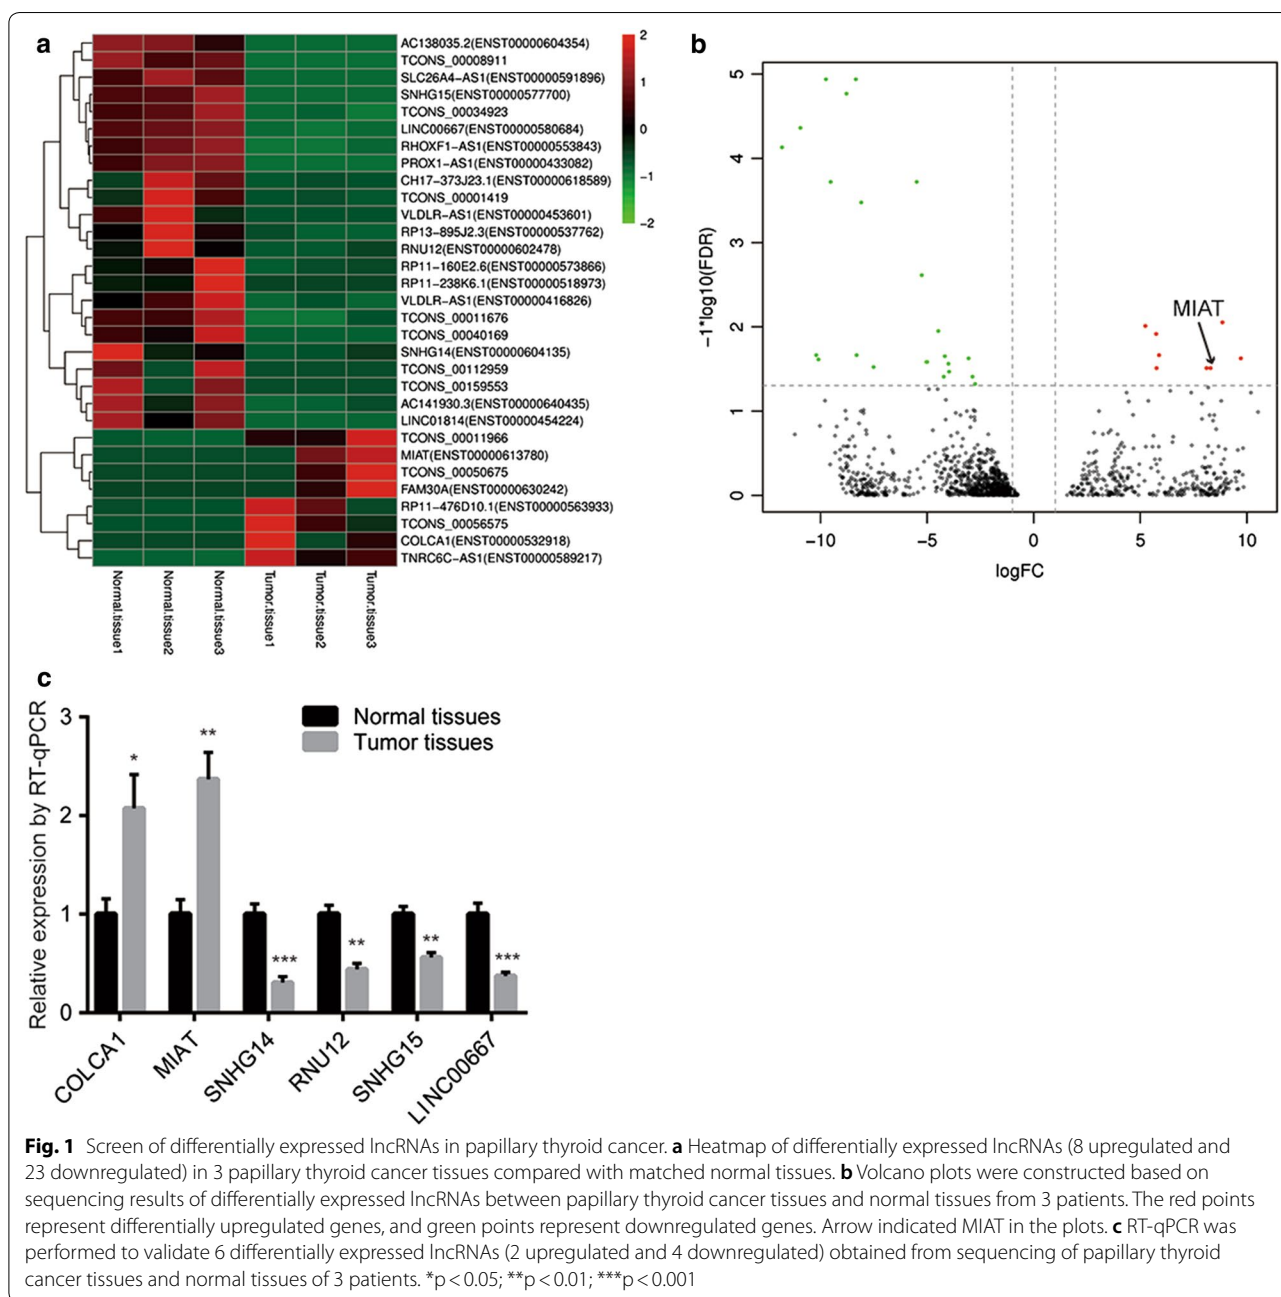 a
2
1
0
−1
−2
AC138035.2(ENST00000604354)
TCONS_00008911
SLC26A4−AS1(ENST00000591896)
SNHG15(ENST00000577700)
TCONS_00034923
LINC00667(ENST00000580684)
RHOXF1−AS1(ENST00000553843)
PROX1−AS1(ENST00000433082)
CH17−373J23.1(ENST00000618589)
TCONS_00001419
VLDLR−AS1(ENST00000453601)
RP13−895J2.3(ENST00000537762)
RNU12(ENST00000602478)
RP11−160E2.6(ENST00000573866)
RP11−238K6.1(ENST00000518973)
VLDLR−AS1(ENST00000416826)
TCONS_00011676
TCONS_00040169
SNHG14(ENST00000604135)
TCONS_00112959
TCONS_00159553
AC141930.3(ENST00000640435)
LINC01814(ENST00000454224)
TCONS_00011966
MIAT(ENST00000613780)
TCONS_00050675
FAM30A(ENST00000630242)
RP11−476D10.1(ENST00000563933)
TCONS_00056575
COLCA1(ENST00000532918)
TNRC6C−AS1(ENST00000589217)
Normal.tissue1
Normal.tissue2
Normal.tissue3
Tumor.tissue1
Tumor.tissue2
Tumor.tissue3
b
−1*log10(FDR)
5
4
3
2
1
0
MIAT
−10
−5
0
5
10
logFC
c
Relative expression by RT-qPCR
3
2
1
0
Normal tissues
Tumor tissues
*
**
***
**
**
***
COLCA1
MIAT
SNHG14
RNU12
SNHG15
LINC00667
Fig. 1 Screen of differentially expressed lncRNAs in papillary thyroid cancer. a Heatmap of differentially expressed lncRNAs (8 upregulated and
23 downregulated) in 3 papillary thyroid cancer tissues compared with matched normal tissues. b Volcano plots were constructed based on
sequencing results of differentially expressed lncRNAs between papillary thyroid cancer tissues and normal tissues from 3 patients. The red points
represent differentially upregulated genes, and green points represent downregulated genes. Arrow indicated MIAT in the plots. c RT-qPCR was
performed to validate 6 differentially expressed lncRNAs (2 upregulated and 4 downregulated) obtained from sequencing of papillary thyroid
cancer tissues and normal tissues of 3 patients. *p < 0.05; **p < 0.01; ***p < 0.001